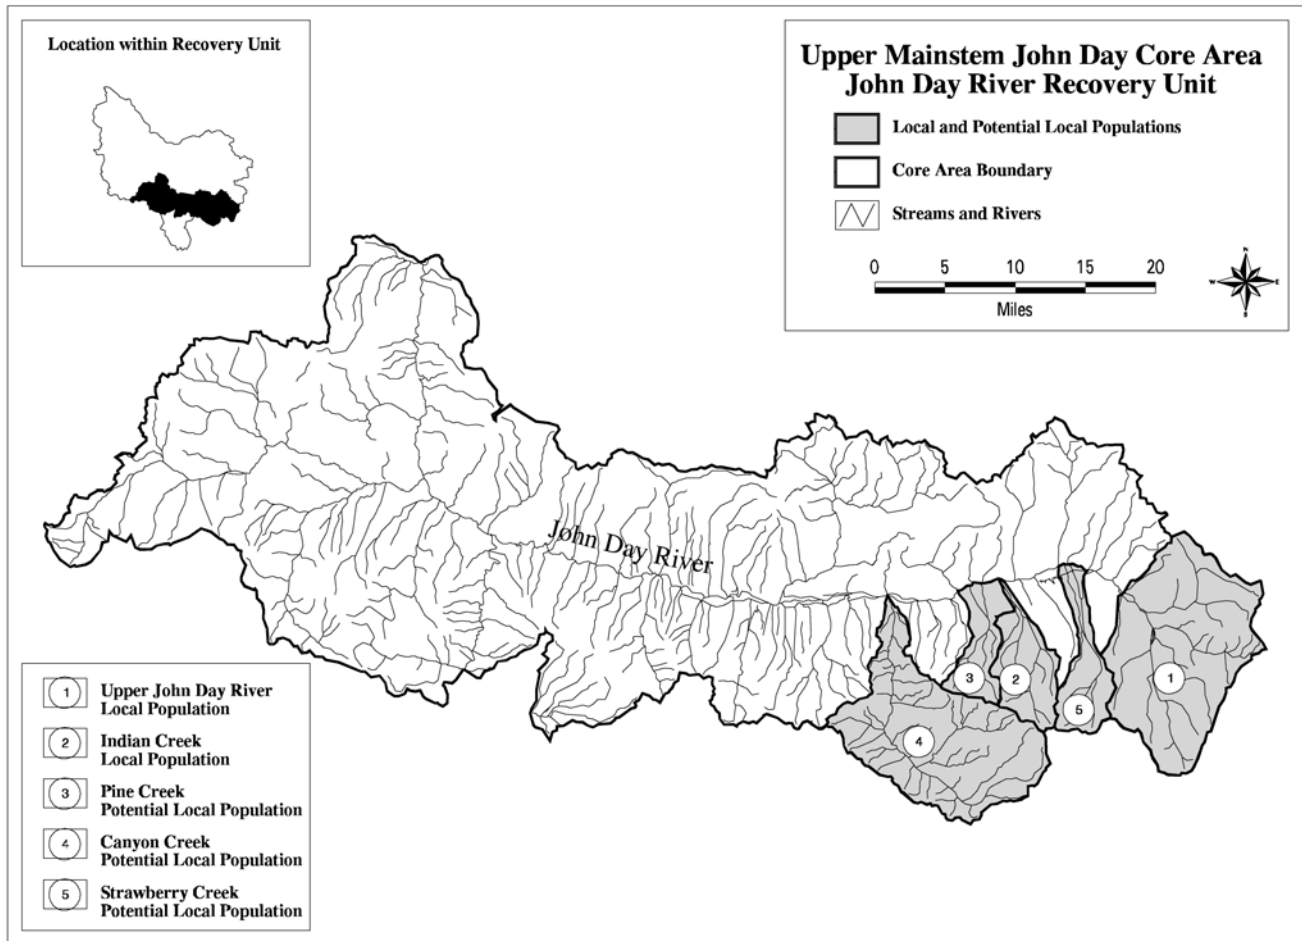 Location within Recovery Unit
Upper Mainstem John Day Core Area
John Day River Recovery Unit
Local and Potential Local Populations
Core Area Boundary
Streams and Rivers
0 5 10 15 20
Miles
N
W E
S
John Day River
3 2 1
5
4
1 Upper John Day River
Local Population
2 Indian Creek
Local Population
3 Pine Creek
Potential Local Population
4 Canyon Creek
Potential Local Population
5 Strawberry Creek
Potential Local Population